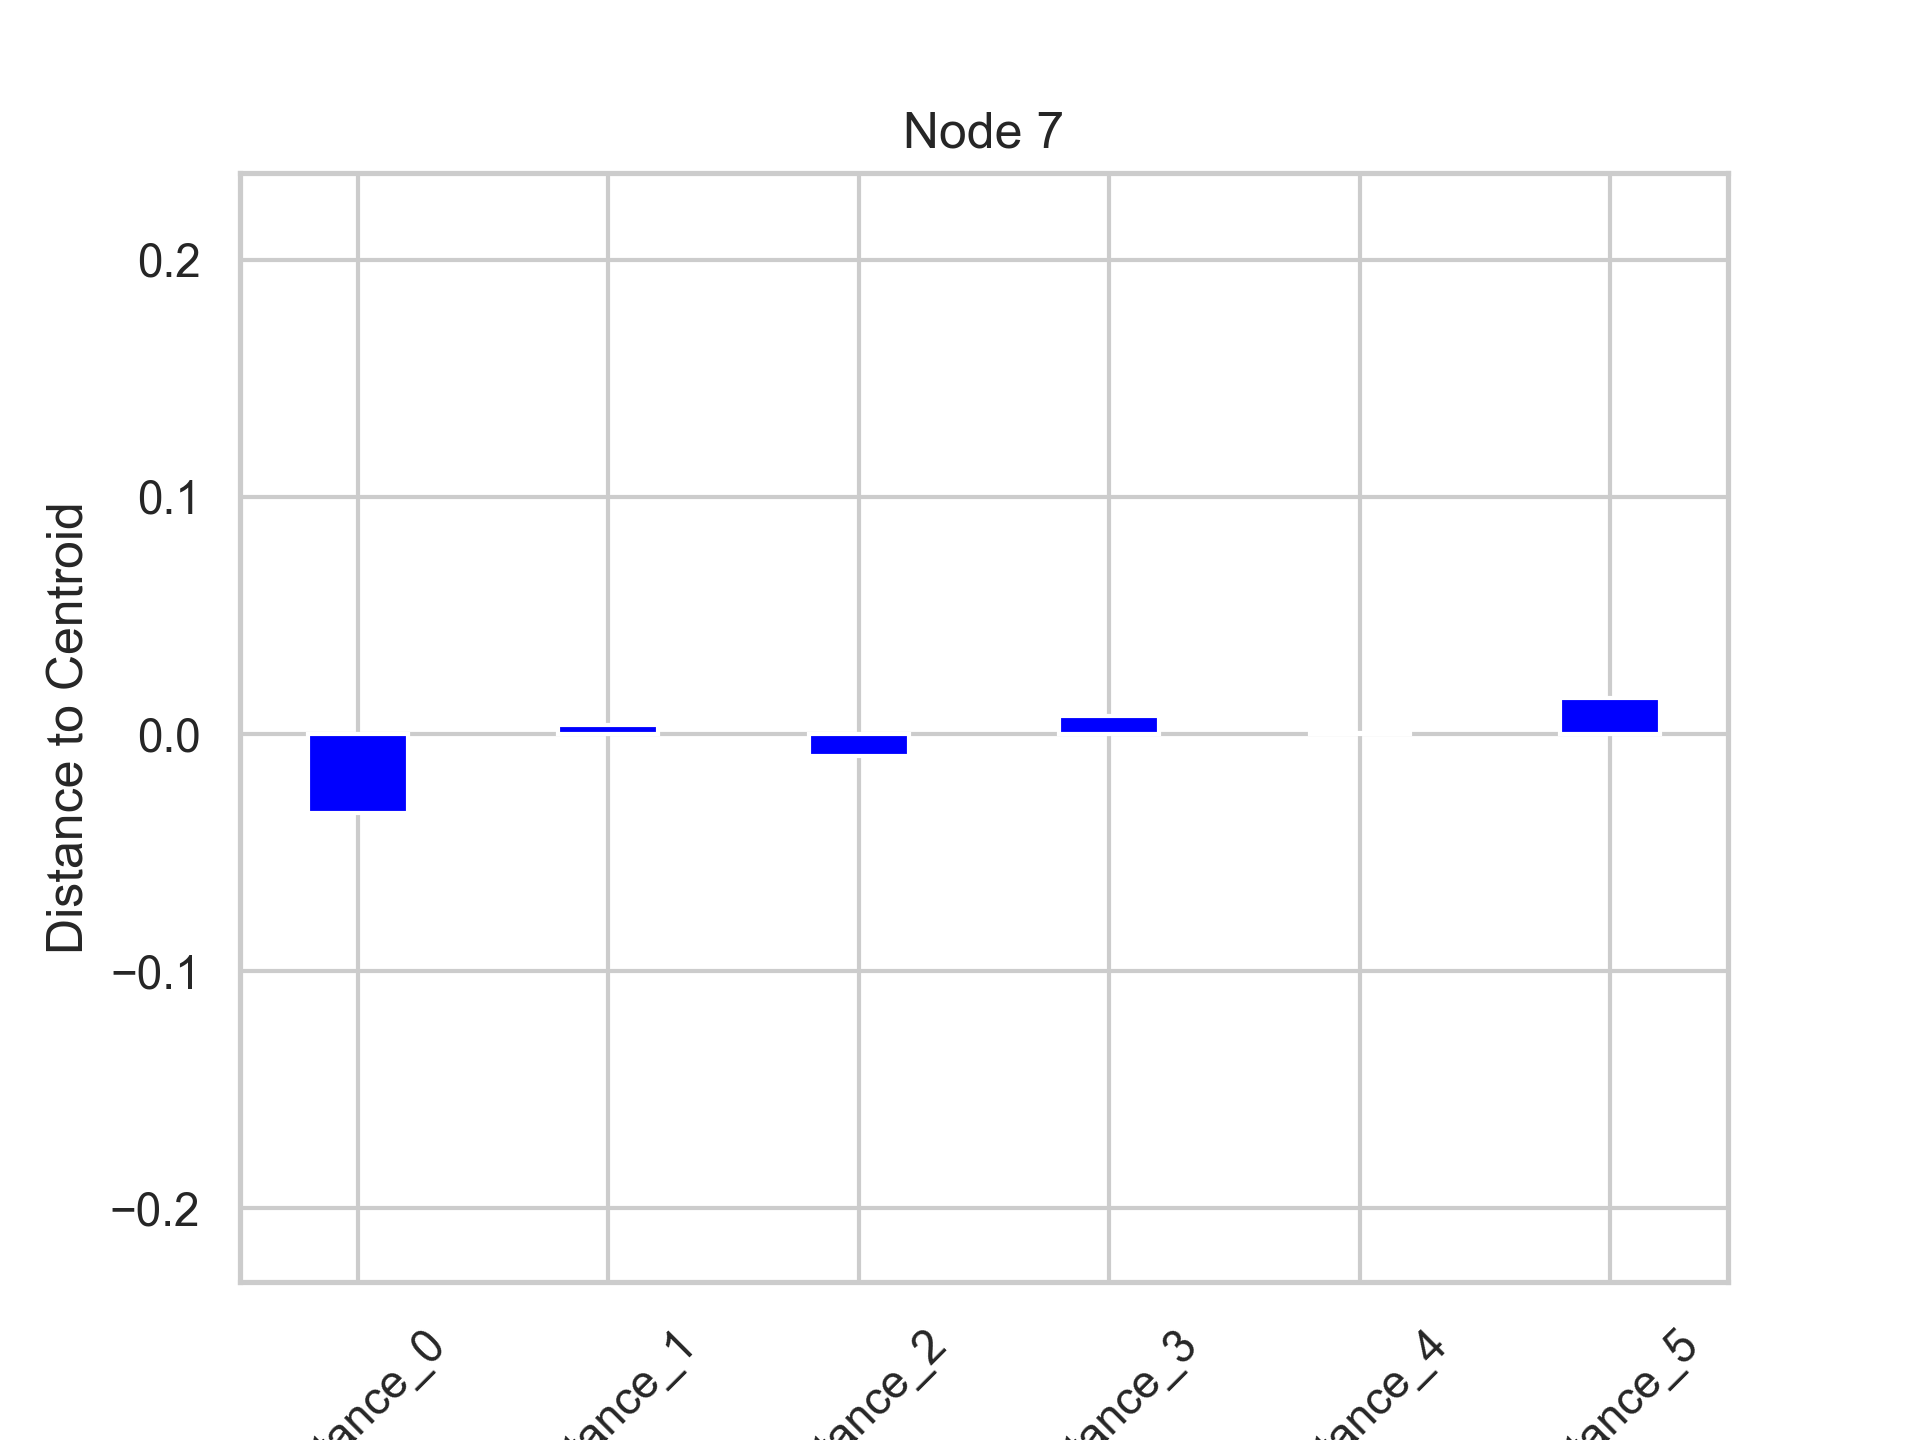 Node 7
0.2
0.1
0.0
−0.1
−0.2
Distance to Centroid
tance_0
tance_1
tance_2
tance_3
tance_4
tance_5